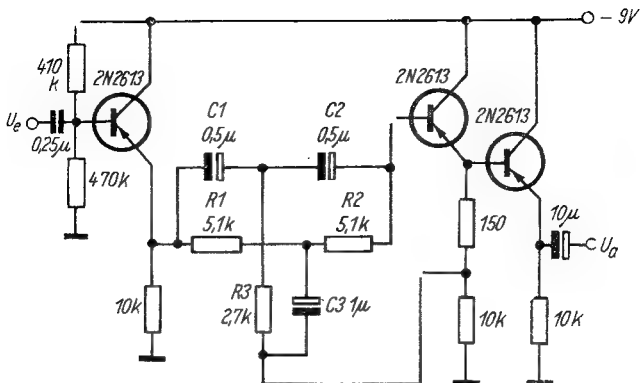 – 9V
410
k
2N2613
Ue
0,25μ
470k
10k
C1
0,5μ
C2
0,5μ
R1
5,1k
R2
5,1k
R3
2,7k
C3 1μ
2N2613
2N2613
150
10μ
Ua
10k
10k